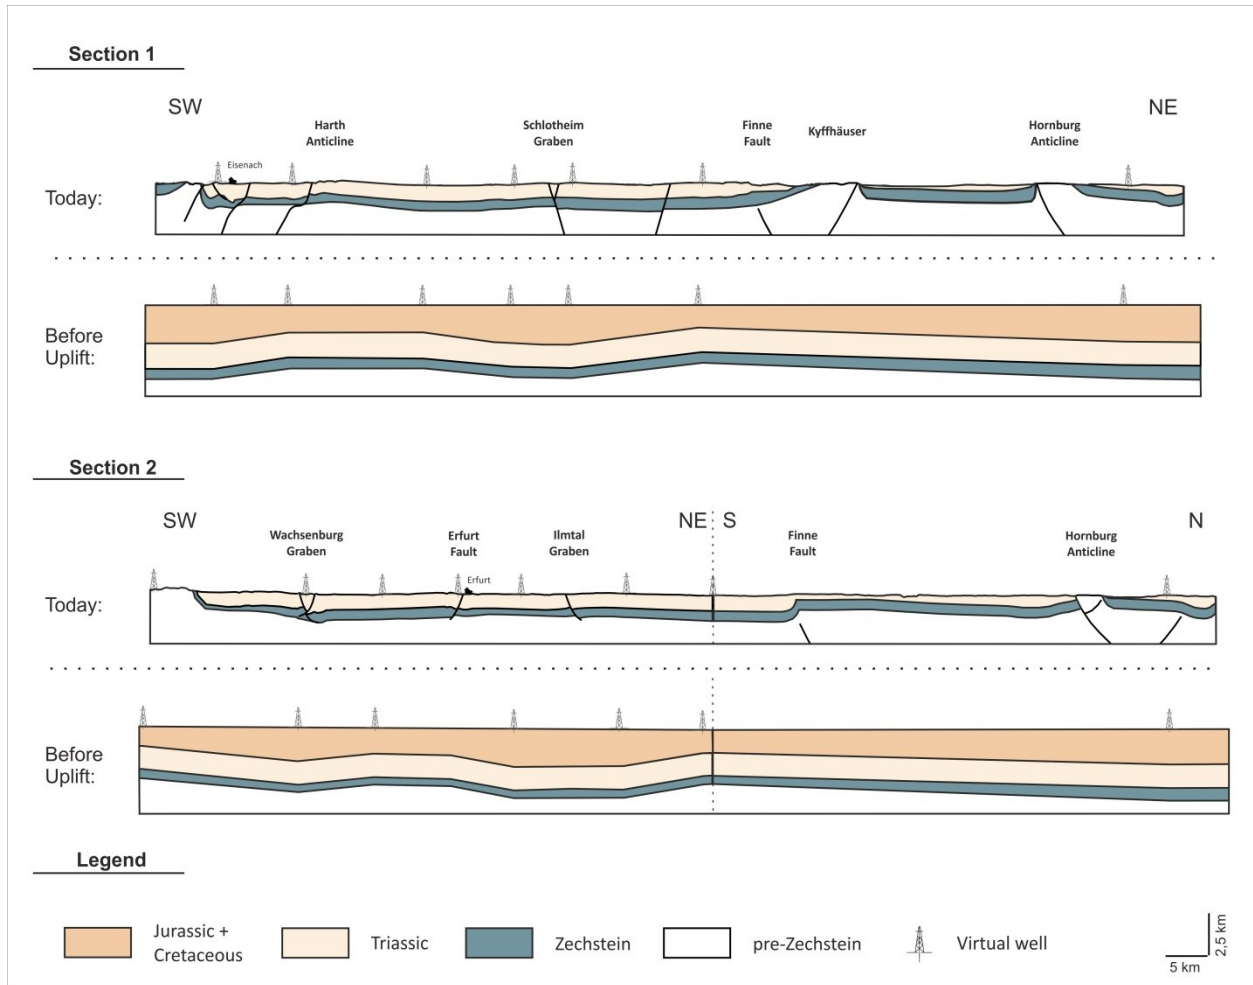 Section 1
SW
NE
Harth
Anticline
Schlotheim
Graben
Finne
Fault
Kyffhäuser
Hornburg
Anticline
Eisenach
Today:
Before
Uplift:
Section 2
SW
NE
S
N
Wachsenburg
Graben
Erfurt
Fault
Ilmtal
Graben
Finne
Fault
Hornburg
Anticline
Erfurt
Today:
Before
Uplift:
Legend
Jurassic +
Cretaceous
Triassic
Zechstein
pre-Zechstein
Virtual well
2,5 km
5 km